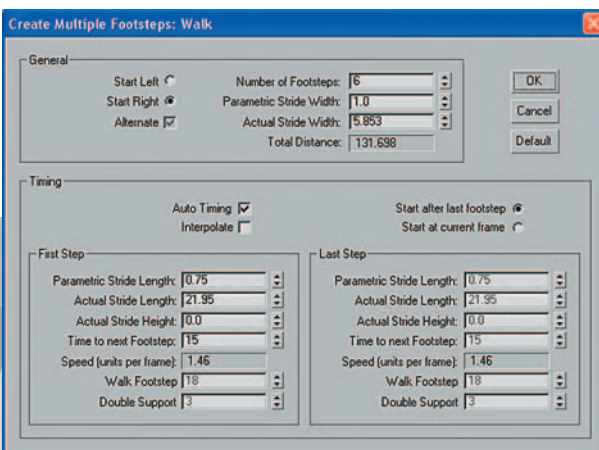 Create Multiple Footsteps: Walk
General
Start Left
Start Right
Alternate
Number of Footsteps: 6
Parametric Stride Width: 1.0
Actual Stride Width: 5.853
Total Distance: 131.698
OK
Cancel
Default
Timing
Auto Timing
Interpolate
Start after last footstep
Start at current frame
First Step
Parametric Stride Length: 0.75
Actual Stride Length: 21.95
Actual Stride Height: 0.0
Time to next Footstep: 15
Speed (units per frame): 1.46
Walk Footstep 18
Double Support 3
Last Step
Parametric Stride Length: 0.75
Actual Stride Length: 21.95
Actual Stride Height: 0.0
Time to next Footstep: 15
Speed (units per frame): 1.46
Walk Footstep 18
Double Support 3